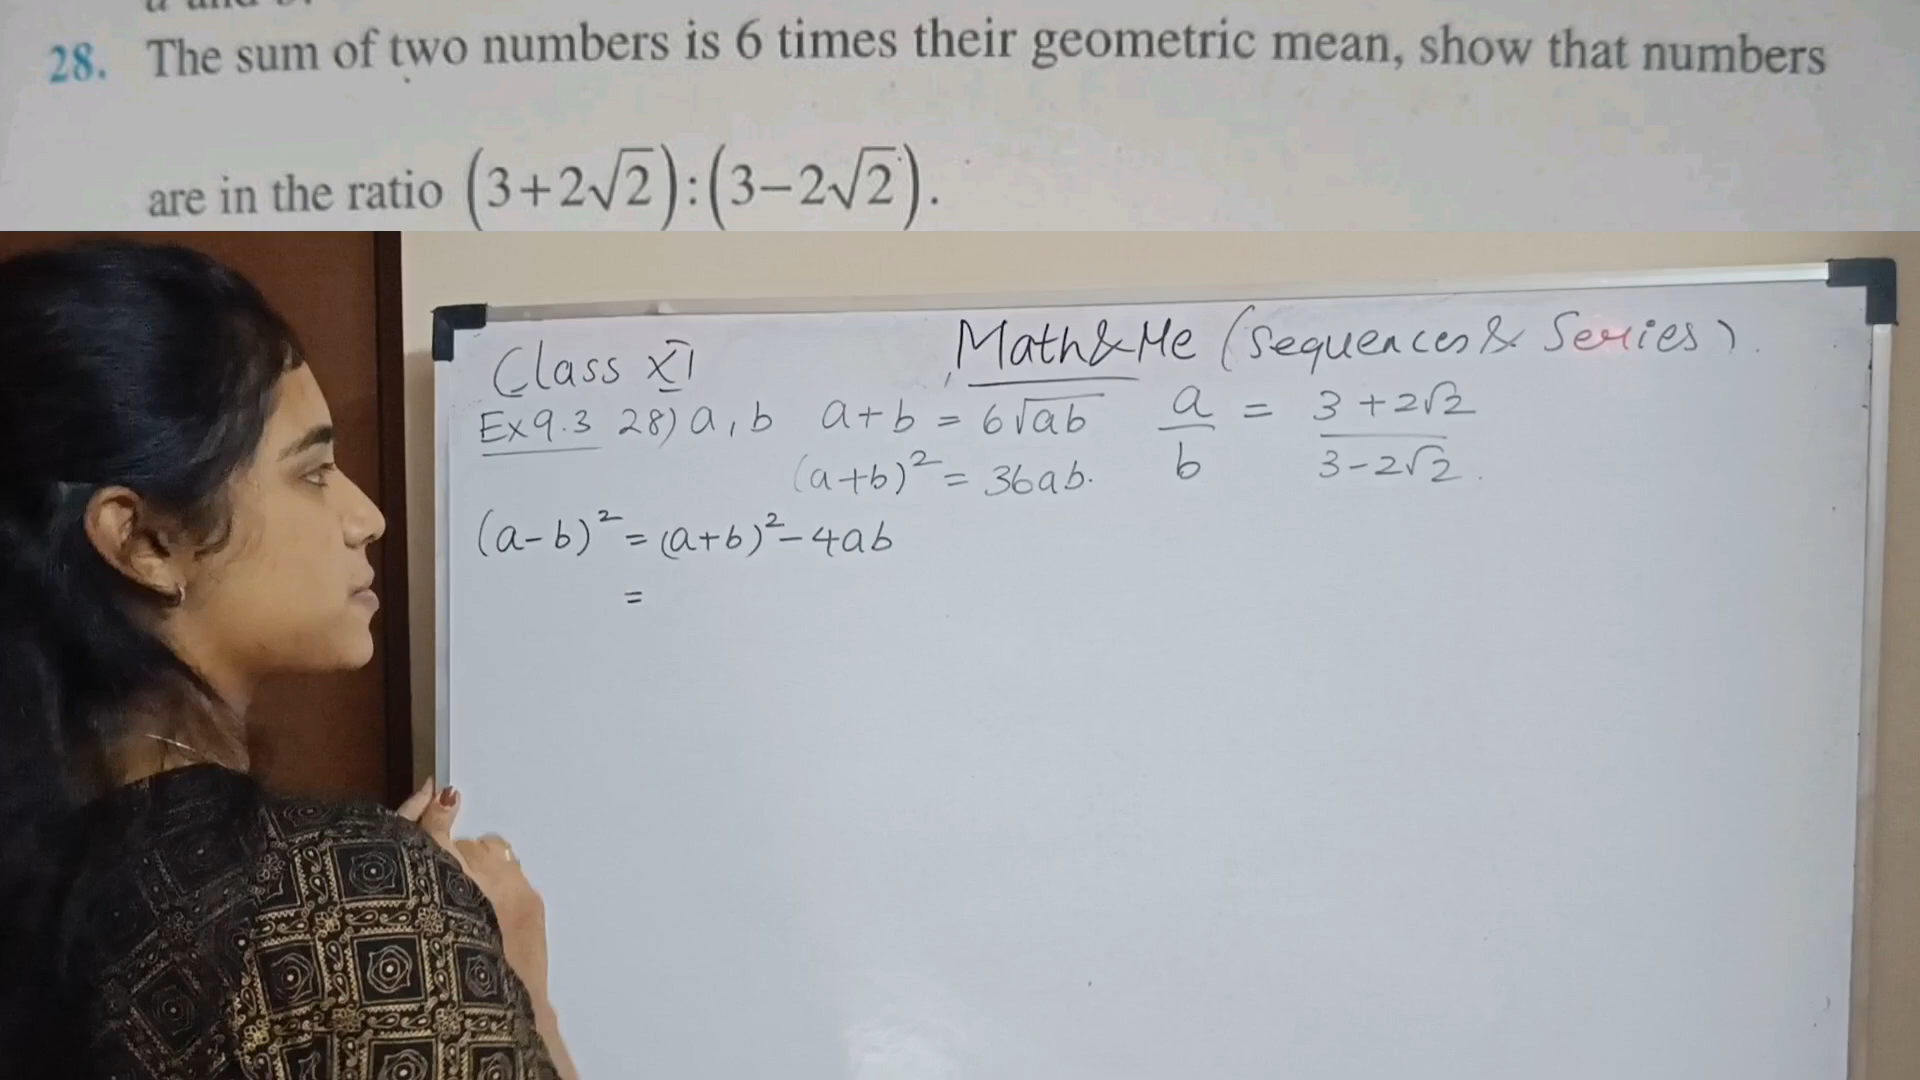 28. The sum of two numbers is 6 times their geometric mean, show that numbers
are in the ratio (3+2√2):(3−2√2).
Class XI Math&Me (Sequences & Series)
Ex 9.3 28) a, b a+b = 6√ab a/b = 3+2√2/3-2√2.
(a+b)² = 36ab.
(a-b)² = (a+b)² - 4ab
=